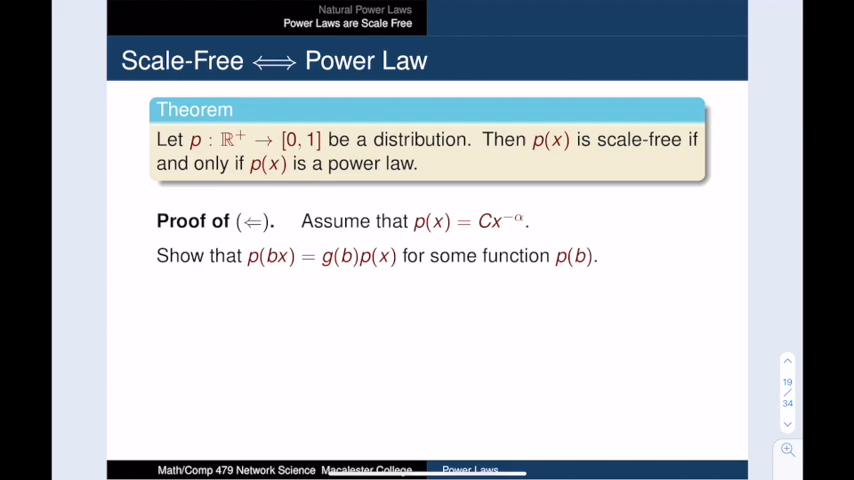 Natural Power Laws
Power Laws are Scale Free
Scale-Free ⟺ Power Law
Theorem
Let p : ℝ⁺ → [0, 1] be a distribution. Then p(x) is scale-free if
and only if p(x) is a power law.
Proof of (⇐). Assume that p(x) = Cx^{−α}.
Show that p(bx) = g(b)p(x) for some function p(b).
19
/
34
Math/Comp 479 Network Science Macalester College Power Laws